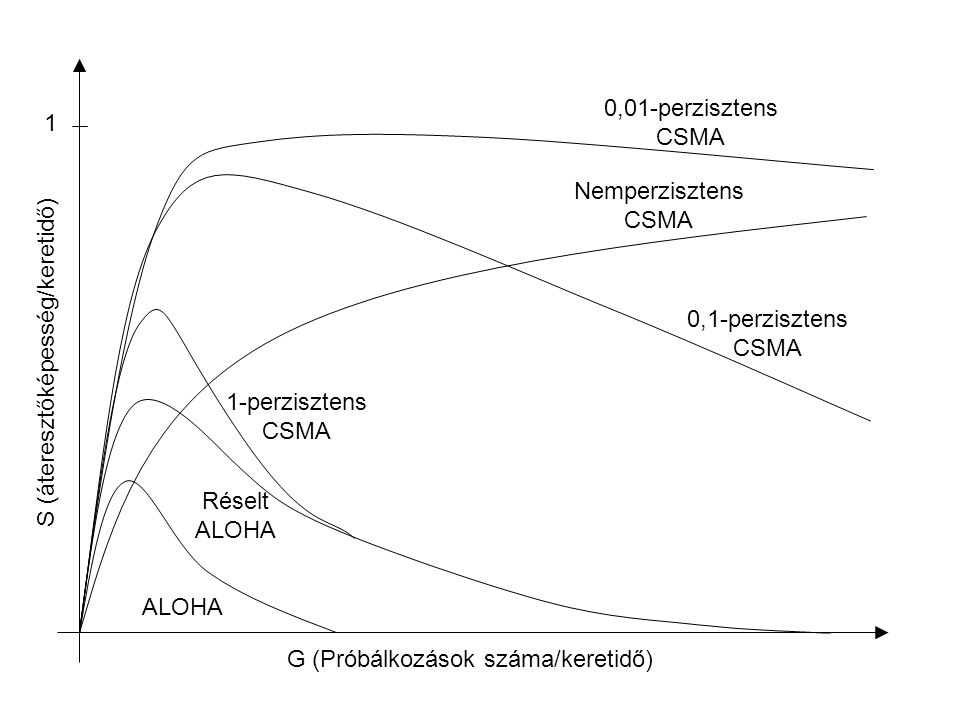 0,01-perzisztens
CSMA
1
Nemperzisztens
CSMA
S (áteresztőképesség/keretidő)
0,1-perzisztens
CSMA
1-perzisztens
CSMA
Réselt
ALOHA
ALOHA
G (Próbálkozások száma/keretidő)